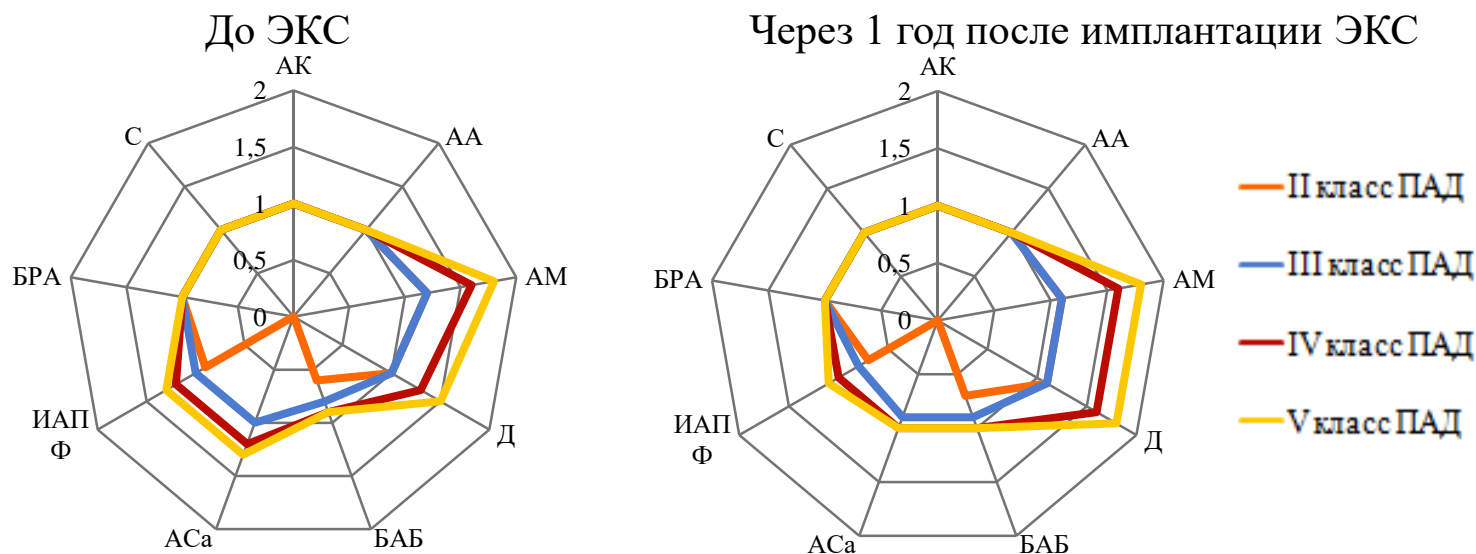 До ЭКС
АК
2
1,5
1
0,5
0
АА
АМ
Д
БАБ
АСа
ИАП
Ф
БРА
С
Через 1 год после имплантации ЭКС
АК
2
1,5
1
0,5
0
АА
АМ
Д
БАБ
АСа
ИАП
Ф
БРА
С
II класс ПАД
III класс ПАД
IV класс ПАД
V класс ПАД